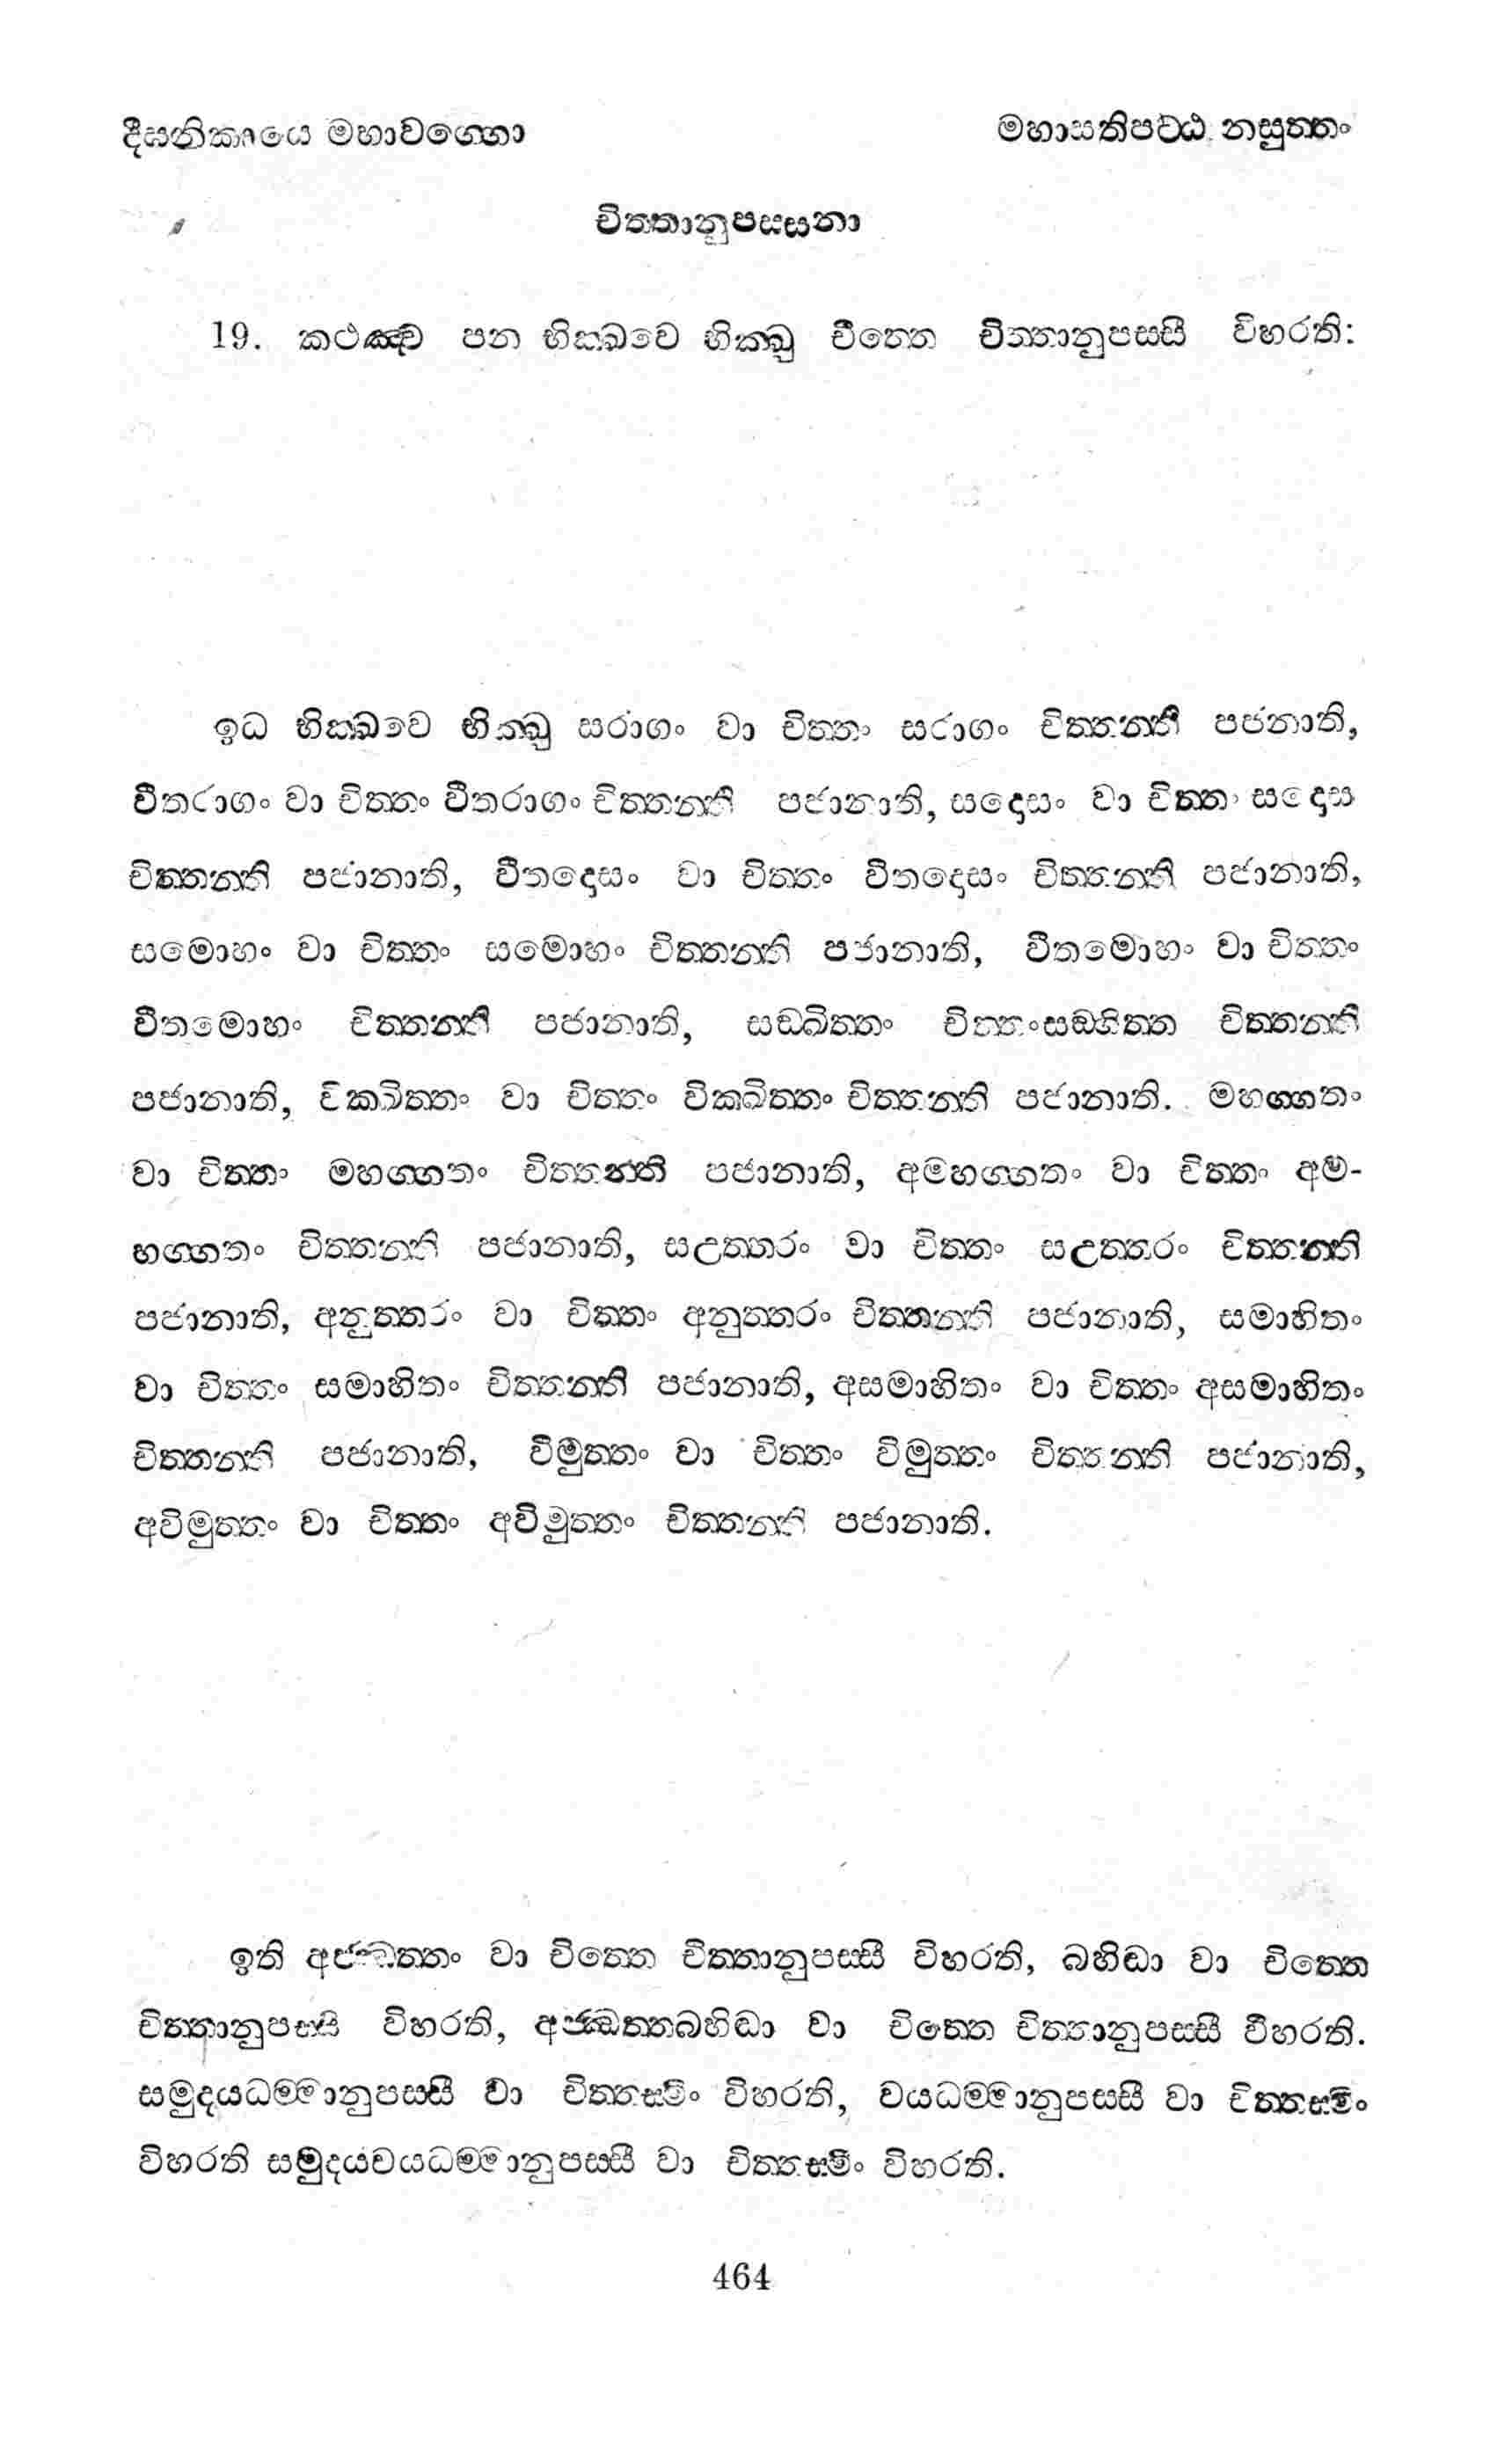 දීඝනිකායෙ මහාවග්ගො
මහාසතිපට්ඨානසුත්තං
චිත්තානුපස්සනා
19. කථඤ්ච පන භික්ඛවෙ භික්ඛු චිත්තෙ චිත්තානුපස්සී විහරති:
ඉධ භික්ඛවෙ භික්ඛු සරාගං වා චිත්තං සරාගං චිත්තන්ති පජනාති,
වීතරාගං වා චිත්තං වීතරාගං චිත්තන්ති පජානාති, සදොසං වා චිත්තං සදොස
චිත්තන්ති පජානාති, වීතදොසං වා චිත්තං වීතදොසං චිත්තන්ති පජානාති,
සමොහං වා චිත්තං සමොහං චිත්තන්ති පජානාති, වීතමොහං වා චිත්තං
වීතමොහං චිත්තන්ති පජානාති, සඞ්ඛිත්තං චිත්තං සඞ්ඛිත්ත චිත්තන්ති
පජානාති, වික්ඛිත්තං වා චිත්තං වික්ඛිත්තං චිත්තන්ති පජානාති. මහග්ගතං
වා චිත්තං මහග්ගතං චිත්තන්ති පජානාති, අමහග්ගතං වා චිත්තං අම-
හග්ගතං චිත්තන්ති පජානාති, සඋත්තරං වා චිත්තං සඋත්තරං චිත්තන්ති
පජානාති, අනුත්තරං වා චිත්තං අනුත්තරං චිත්තන්ති පජානාති, සමාහිතං
වා චිත්තං සමාහිතං චිත්තන්ති පජානාති, අසමාහිතං වා චිත්තං අසමාහිතං
චිත්තන්ති පජානාති, විමුත්තං වා චිත්තං විමුත්තං චිත්තන්ති පජානාති,
අවිමුත්තං වා චිත්තං අවිමුත්තං චිත්තන්ති පජානාති.
ඉති අජ්ඣත්තං වා චිත්තෙ චිත්තානුපස්සී විහරති, බහිද්ධා වා චිත්තෙ
චිත්තානුපස්සී විහරති, අජ්ඣත්තබහිද්ධා වා චිත්තෙ චිත්තානුපස්සී විහරති.
සමුදයධම්මානුපස්සී වා චිත්තස්මිං විහරති, වයධම්මානුපස්සී වා චිත්තස්මිං
විහරති සමුදයවයධම්මානුපස්සී වා චිත්තස්මිං විහරති.
464